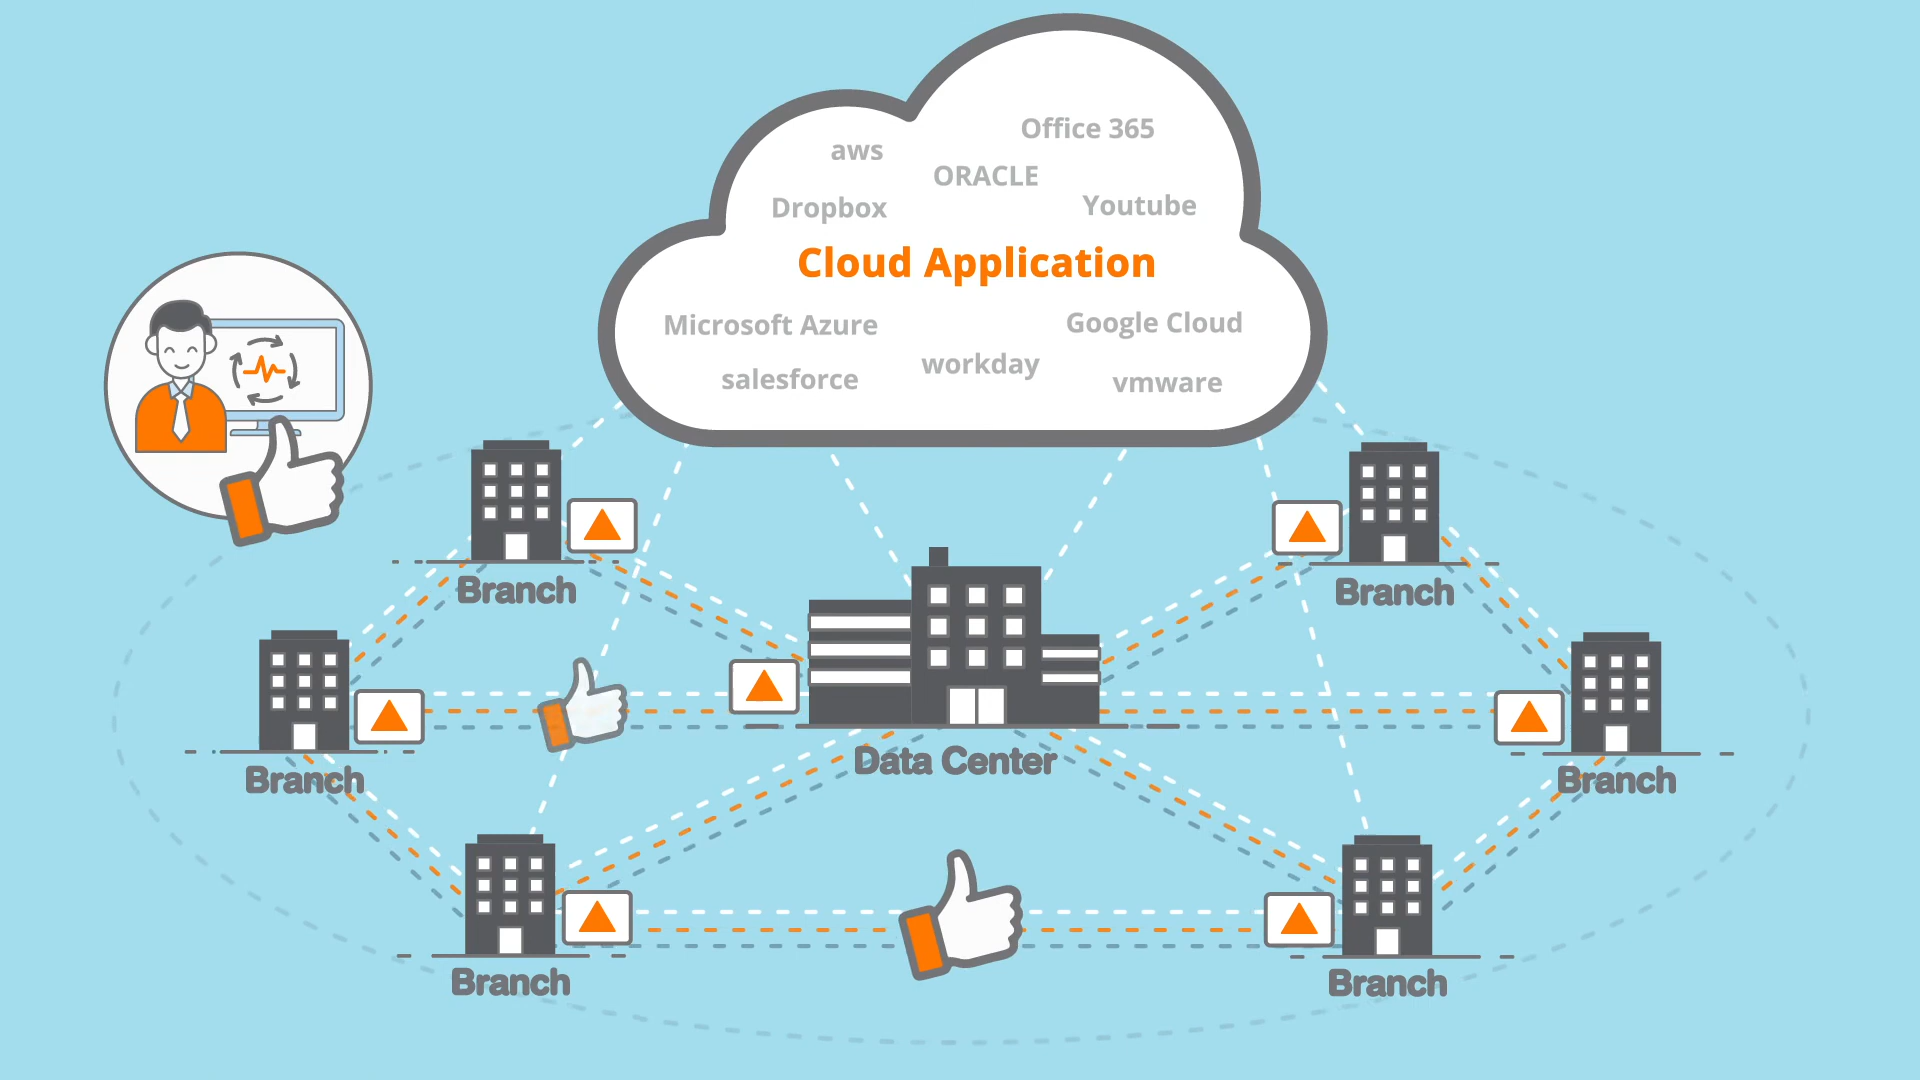 Office 365
aws
ORACLE
Dropbox
Youtube
Cloud Application
Microsoft Azure
Google Cloud
workday
salesforce
vmware
Branch
Branch
Data Center
Branch
Branch
Branch
Branch